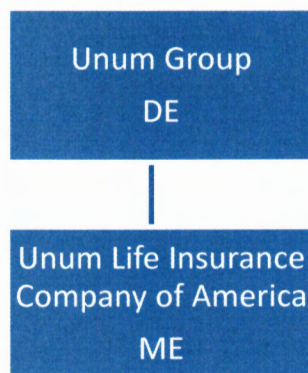 Unum Group
DE
Unum Life Insurance
Company of America
ME